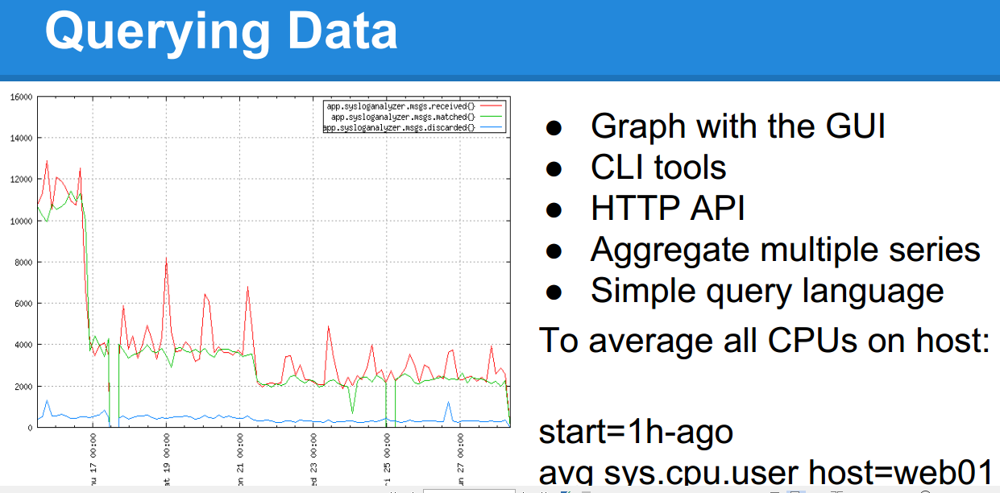 Querying Data
16000
14000
12000
10000
8000
6000
4000
2000
0
app.sysloganalyzer.msgs.received{}
app.sysloganalyzer.msgs.matched{}
app.sysloganalyzer.msgs.discarded{}
hu 17 00:00
at 19 00:00
on 21 00:00
ed 23 00:00
ri 25 00:00
un 27 00:00
● Graph with the GUI
● CLI tools
● HTTP API
● Aggregate multiple series
● Simple query language
To average all CPUs on host:
start=1h-ago
avg sys.cpu.user host=web01